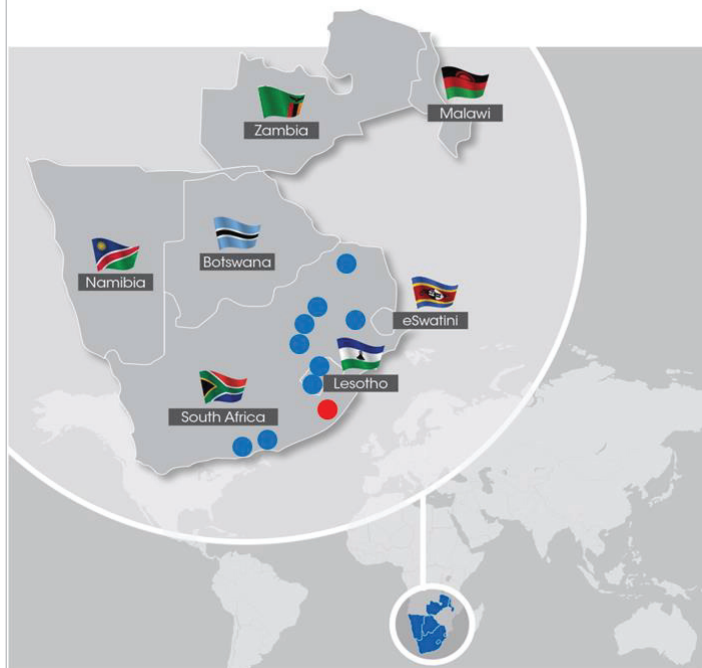 Zambia
Malawi
Namibia
Botswana
eSwatini
Lesotho
South Africa